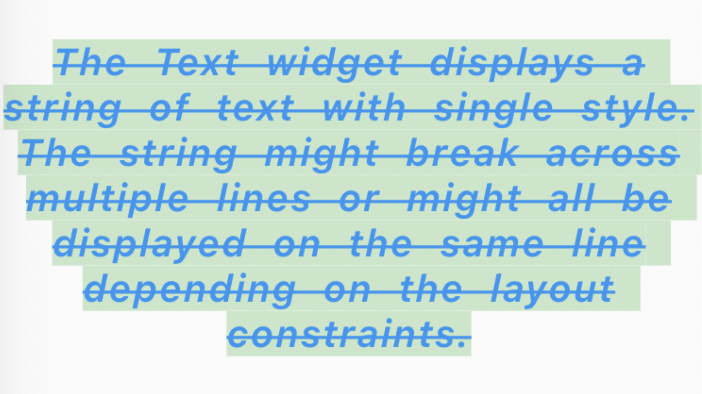 The Text widget displays a
string of text with single style.
The string might break across
multiple lines or might all be
displayed on the same line
depending on the layout
constraints.